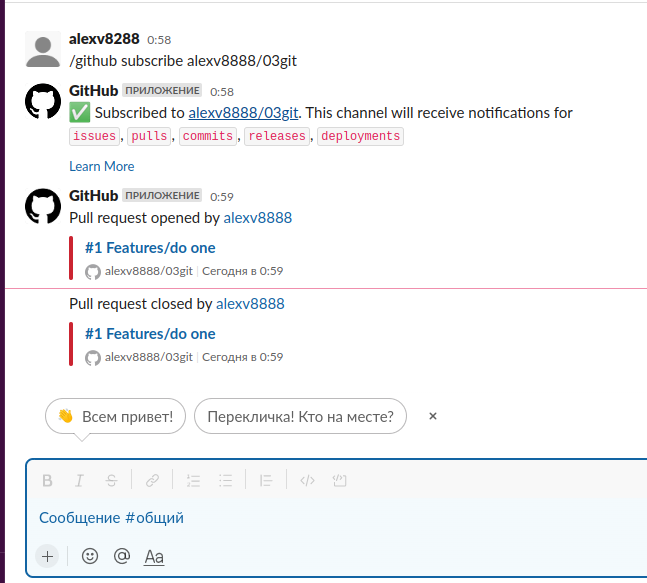 alexv8288 0:58
/github subscribe alexv8888/03git
GitHub ПРИЛОЖЕНИЕ 0:58
✅ Subscribed to alexv8888/03git. This channel will receive notifications for
issues, pulls, commits, releases, deployments
Learn More
GitHub ПРИЛОЖЕНИЕ 0:59
Pull request opened by alexv8888
#1 Features/do one
alexv8888/03git | Сегодня в 0:59
Pull request closed by alexv8888
#1 Features/do one
alexv8888/03git | Сегодня в 0:59
👋 Всем привет! Перекличка! Кто на месте? ×
B I S
Сообщение #общий
+ @ Aa